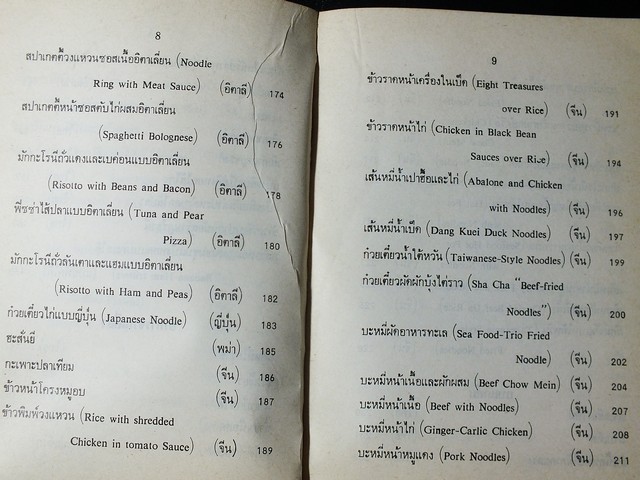 8
สปาเกตตี้วงแหวนซอสเนื้ออิตาเลี่ยน (Noodle
Ring with Meat Sauce) (อิตาลี) 174
สปาเกตตี้หน้าซอสตับไก่ผสมอิตาเลี่ยน
(Spaghetti Bolognese) (อิตาลี) 176
มักกะโรนีถั่วแดงและเบค่อนแบบอิตาเลี่ยน
(Risotto with Beans and Bacon) (อิตาลี) 178
พี่ซซ่าไส้ปลาแบบอิตาเลี่ยน (Tuna and Pear
Pizza) (อิตาลี) 180
มักกะโรนีถั่วลันเตาและแฮมแบบอิตาเลี่ยน
(Risotto with Ham and Peas) (อิตาลี) 182
ก๋วยเตี๋ยวไก่แบบญี่ปุ่น (Japanese Noodle) (ญี่ปุ่น) 183
ฮะสั่นยี (พม่า) 185
กะเพาะปลาเทียม (จีน) 186
ข้าวหน้าโครงหมูอบ (จีน) 187
ข้าวพิมพ์วงแหวน (Rice with shredded
Chicken in tomato Sauce) (จีน) 189
9
ข้าวราดหน้าเครื่องในเป็ด (Eight Treasures
over Rice) (จีน) 191
ข้าวราดหน้าไก่ (Chicken in Black Bean
Sauces over Rice) (จีน) 194
เส้นหมี่น้ำเปาฮื้อและไก่ (Abalone and Chicken
with Noodles) (จีน) 196
เส้นหมี่น้ำเป็ด (Dang Kuei Duck Noodles) (จีน) 197
ก๋วยเตี๋ยวน้ำใต้หวัน (Taiwanese-Style Noodles) (จีน) 199
ก๋วยเตี๋ยวผัดผักบุ้งไต่ราว (Sha Cha "Beef-fried
Noodles") (จีน) 200
บะหมี่ผัดอาหารทะเล (Sea Food-Trio Fried
Noodle) (จีน) 202
บะหมี่หน้าเนื้อและผักผสม (Beef Chow Mein) (จีน) 204
บะหมี่หน้าเนื้อ (Beef with Noodles) (จีน) 207
บะหมี่หน้าไก่ (Ginger-Carlic Chicken) (จีน) 208
บะหมี่หน้าหมูแดง (Pork Noodles) (จีน) 211